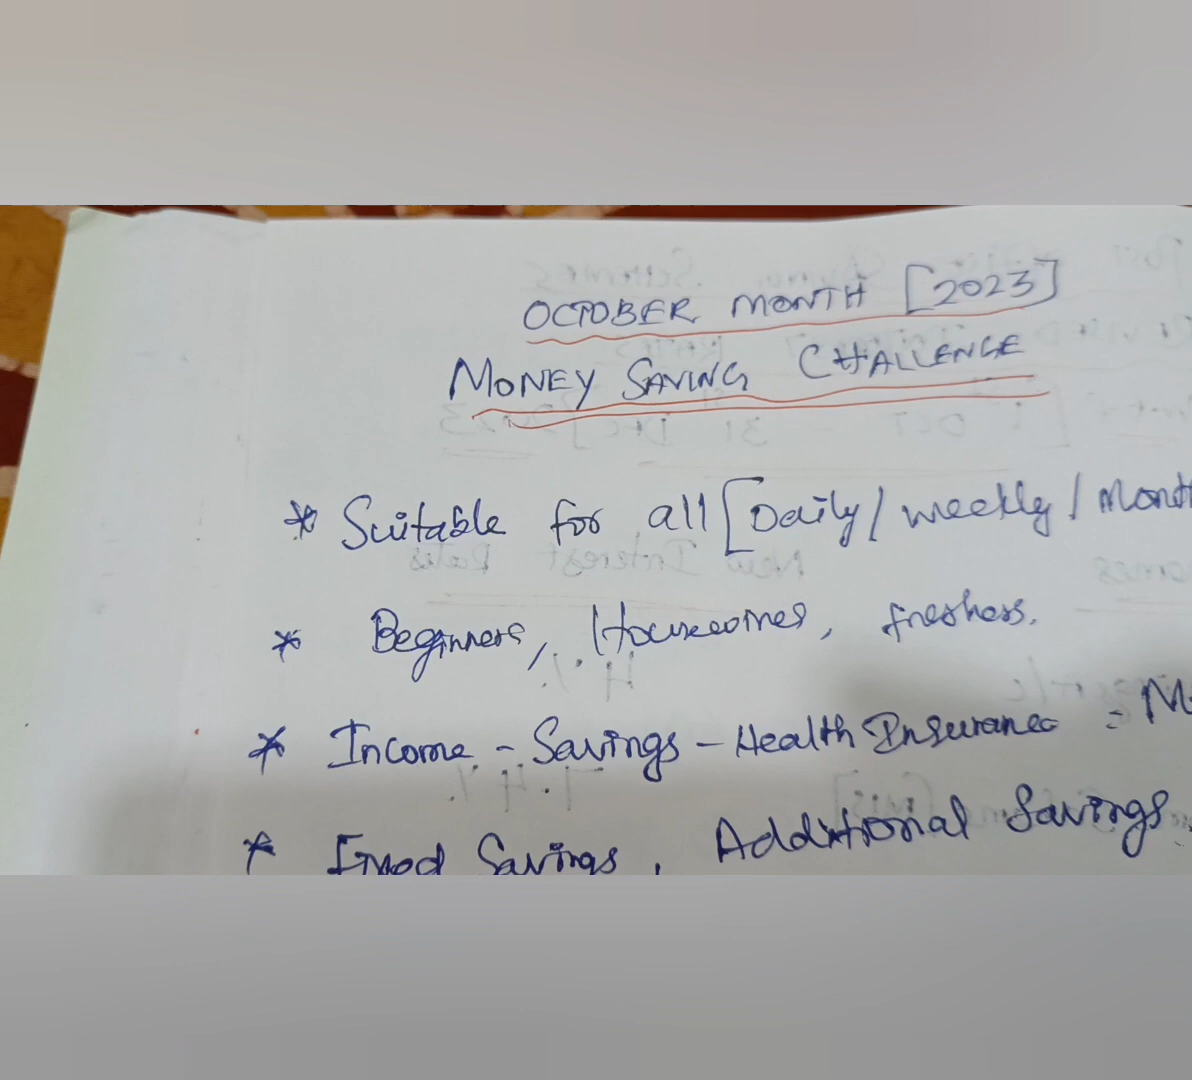 OCTOBER MONTH [2023]
MONEY SAVING CHALLENGE
* Suitable for all [Daily / weekly / Month
* Beginners, Housewives, freshers.
* Income - Savings - Health Insurance = M
* Fixed Savings, Additional Savings.